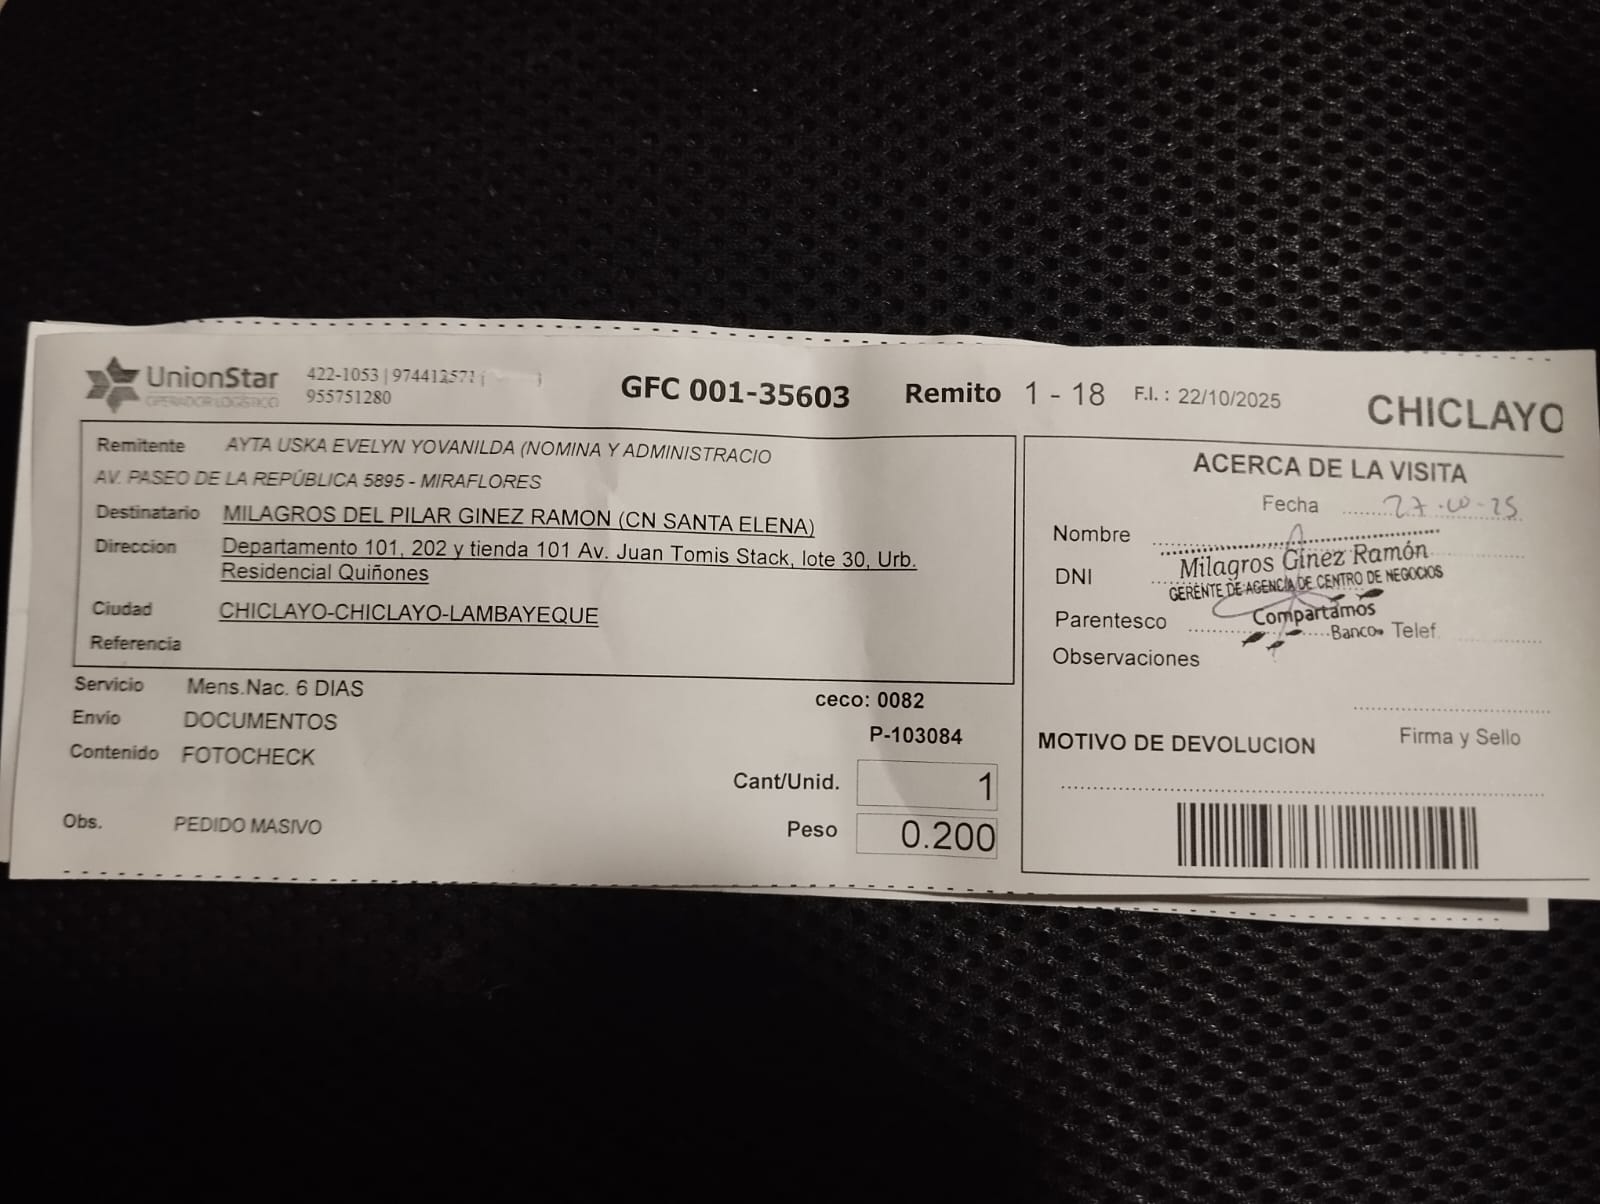 UnionStar
OPERADOR LOGISTICO
422-1053 | 974412571
955751280
GFC 001-35603
Remito 1 - 18
F.I. : 22/10/2025
CHICLAYO
Remitente AYTA USKA EVELYN YOVANILDA (NOMINA Y ADMINISTRACIO
AV. PASEO DE LA REPÚBLICA 5895 - MIRAFLORES
Destinatario MILAGROS DEL PILAR GINEZ RAMON (CN SANTA ELENA)
Direccion Departamento 101, 202 y tienda 101 Av. Juan Tomis Stack, lote 30, Urb.
Residencial Quiñones
Ciudad CHICLAYO-CHICLAYO-LAMBAYEQUE
Referencia
Servicio Mens.Nac. 6 DIAS
ceco: 0082
Envio DOCUMENTOS
P-103084
Contenido FOTOCHECK
Cant/Unid. 1
Obs. PEDIDO MASIVO
Peso 0.200
ACERCA DE LA VISITA
Fecha 27-10-25
Nombre
Milagros Ginez Ramón
DNI
GERENTE DE AGENCIA DE CENTRO DE NEGOCIOS
Parentesco
Compartamos
Banco
Telef.
Observaciones
Firma y Sello
MOTIVO DE DEVOLUCION